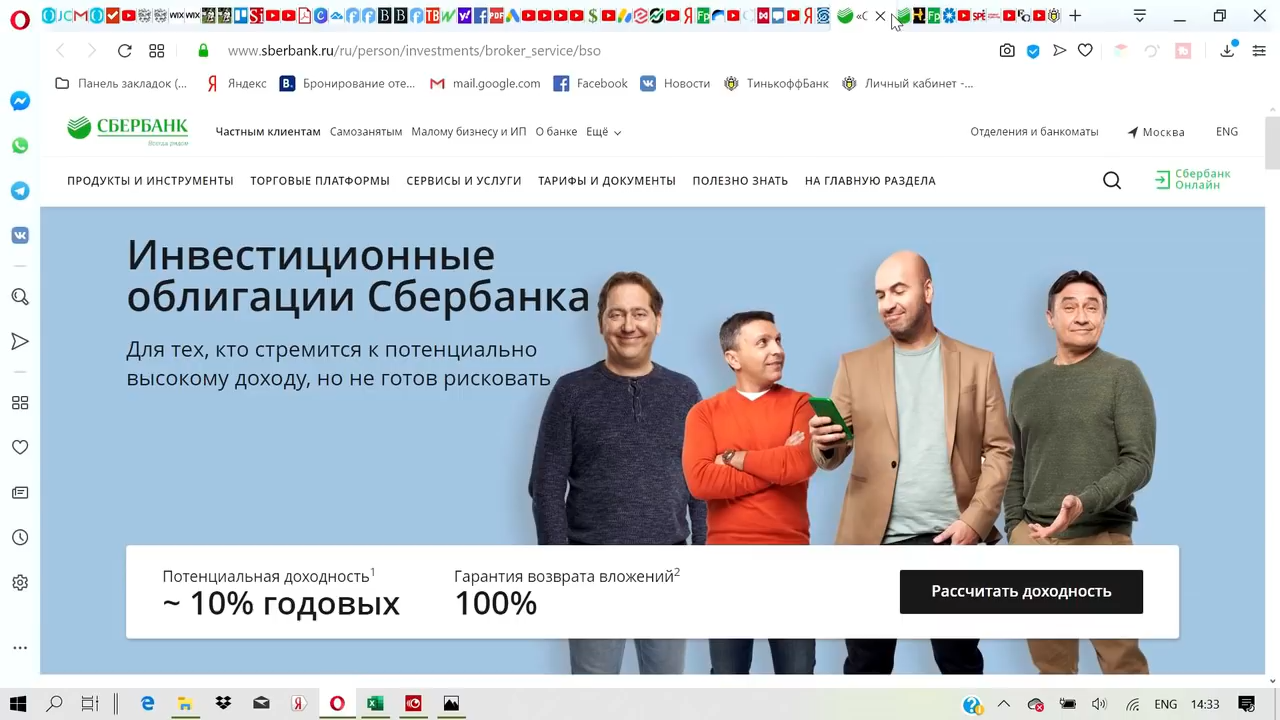 www.sberbank.ru/ru/person/investments/broker_service/bso
Панель закладок (...
Яндекс
Бронирование оте...
mail.google.com
Facebook
Новости
ТинькоффБанк
Личный кабинет -...
СБЕРБАНК
Всегда рядом
Частным клиентам
Самозанятым
Малому бизнесу и ИП
О банке
Ещё
Отделения и банкоматы
Москва
ENG
ПРОДУКТЫ И ИНСТРУМЕНТЫ
ТОРГОВЫЕ ПЛАТФОРМЫ
СЕРВИСЫ И УСЛУГИ
ТАРИФЫ И ДОКУМЕНТЫ
ПОЛЕЗНО ЗНАТЬ
НА ГЛАВНУЮ РАЗДЕЛА
Сбербанк
Онлайн
Инвестиционные
облигации Сбербанка
Для тех, кто стремится к потенциально
высокому доходу, но не готов рисковать
Потенциальная доходность1
~ 10% годовых
Гарантия возврата вложений2
100%
Рассчитать доходность
ENG
14:33